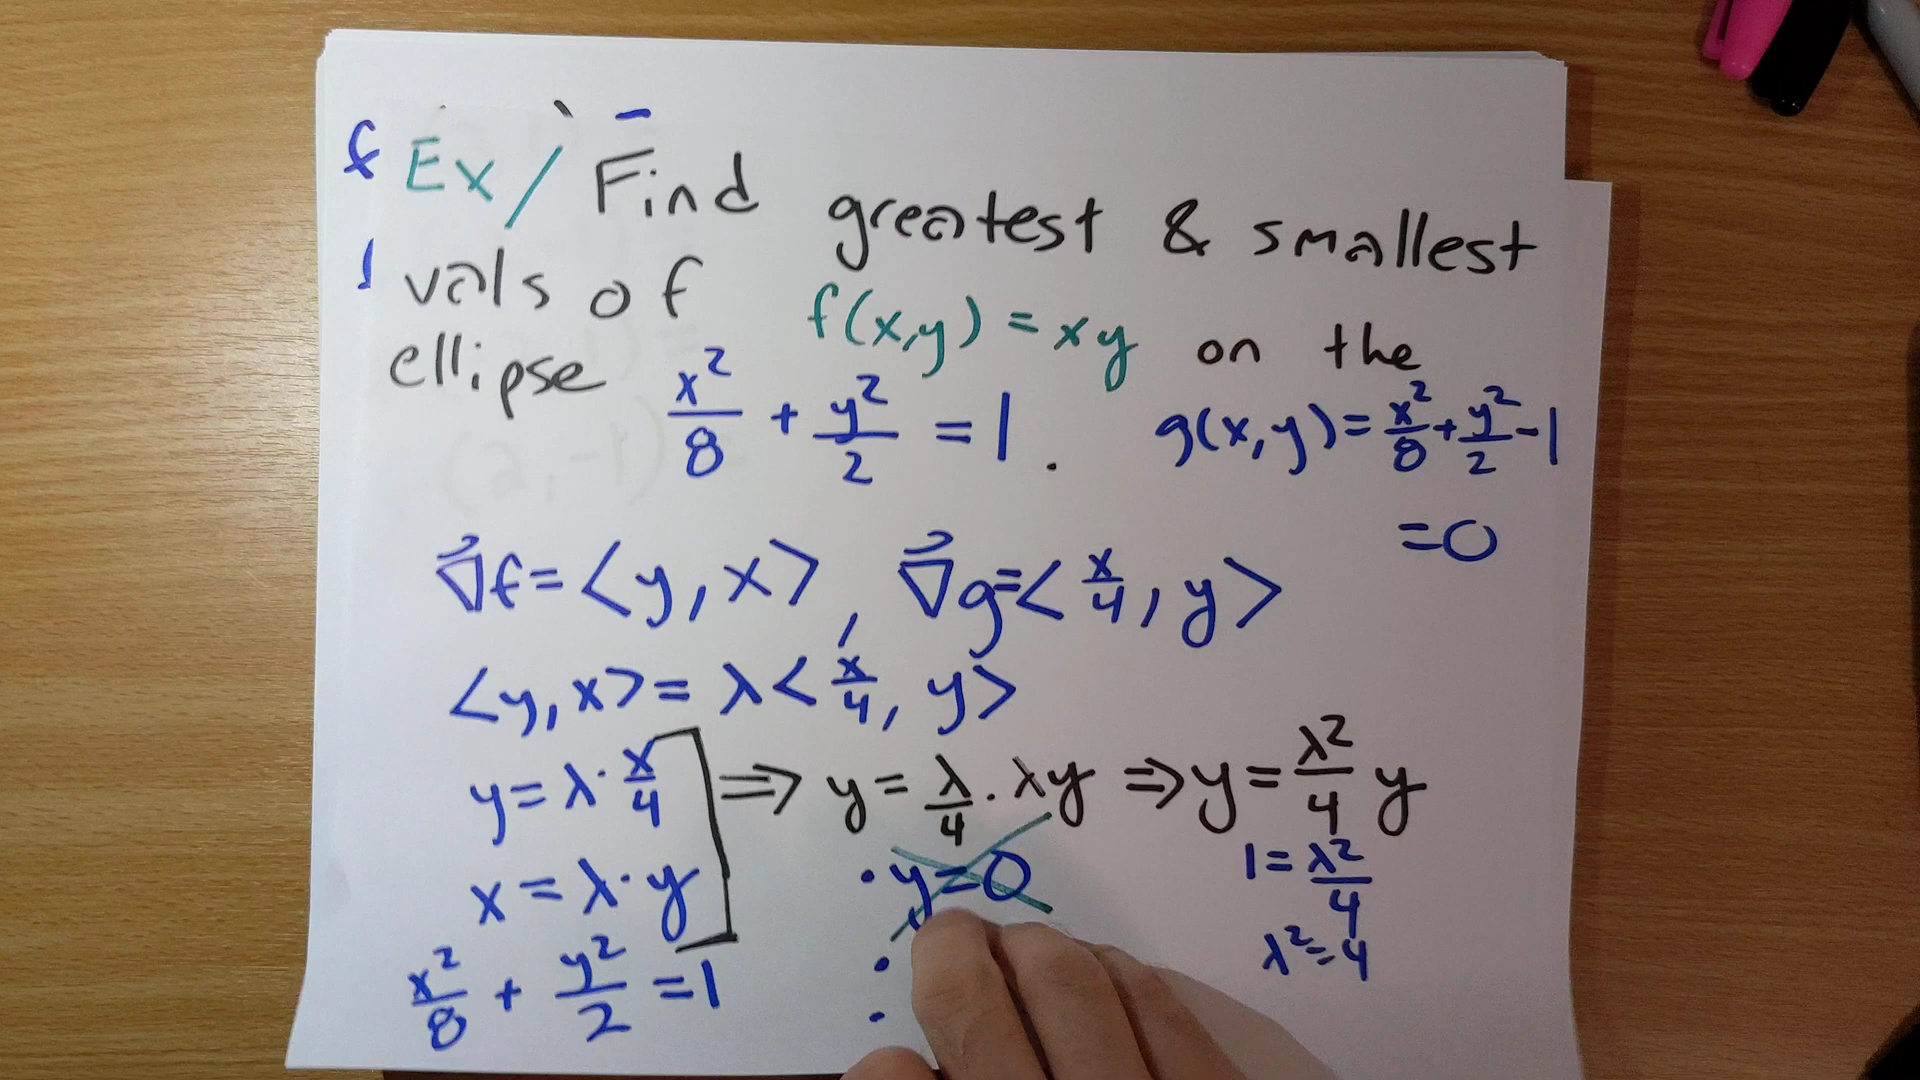 Ex/ Find greatest & smallest
vals of f f(x,y) = xy on the
ellipse x²/8 + y²/2 = 1. g(x,y) = x²/8 + y²/2 - 1
= 0
∇⃗f = <y, x>, ∇⃗g = <x/4, y>
<y, x> = λ<x/4, y>
y = λ · x/4 ⇒ y = λ/4 · λy ⇒ y = λ²/4 y
x = λ · y · y = 0 1 = λ²/4
x²/8 + y²/2 = 1 λ² = 4